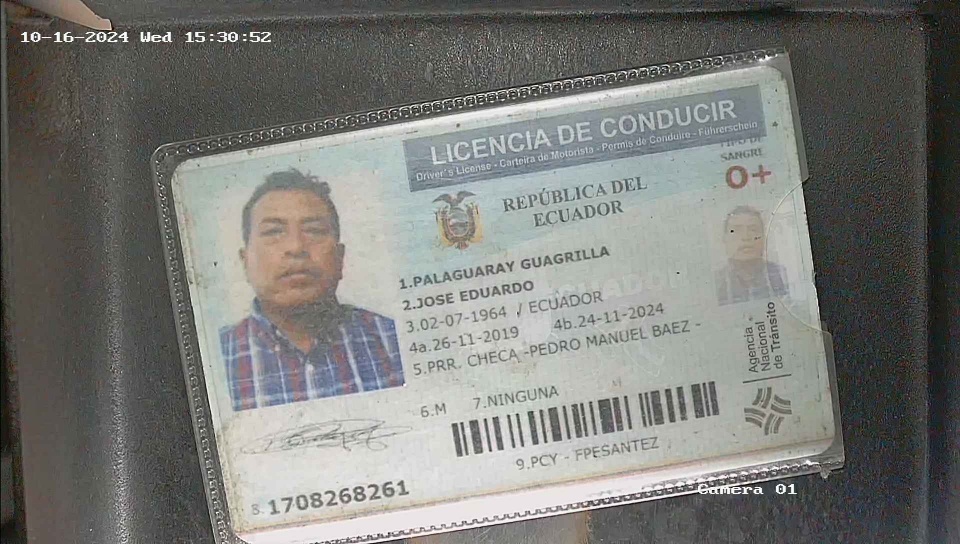 10-16-2024 Wed 15:30:52
LICENCIA DE CONDUCIR
Driver's License - Carteira de Motorista - Permis de Conduire - Führerschein
TIPO DE
SANGRE
O+
REPÚBLICA DEL
ECUADOR
1.PALAGUARAY GUAGRILLA
2.JOSE EDUARDO
ECUADOR
3.02-07-1964 / ECUADOR
4a.26-11-2019 4b.24-11-2024
5.PRR. CHECA -PEDRO MANUEL BAEZ -
Agencia
Nacional
de Tránsito
6.M 7.NINGUNA
9.PCY - FPESANTEZ
8.1708268261
Camera 01